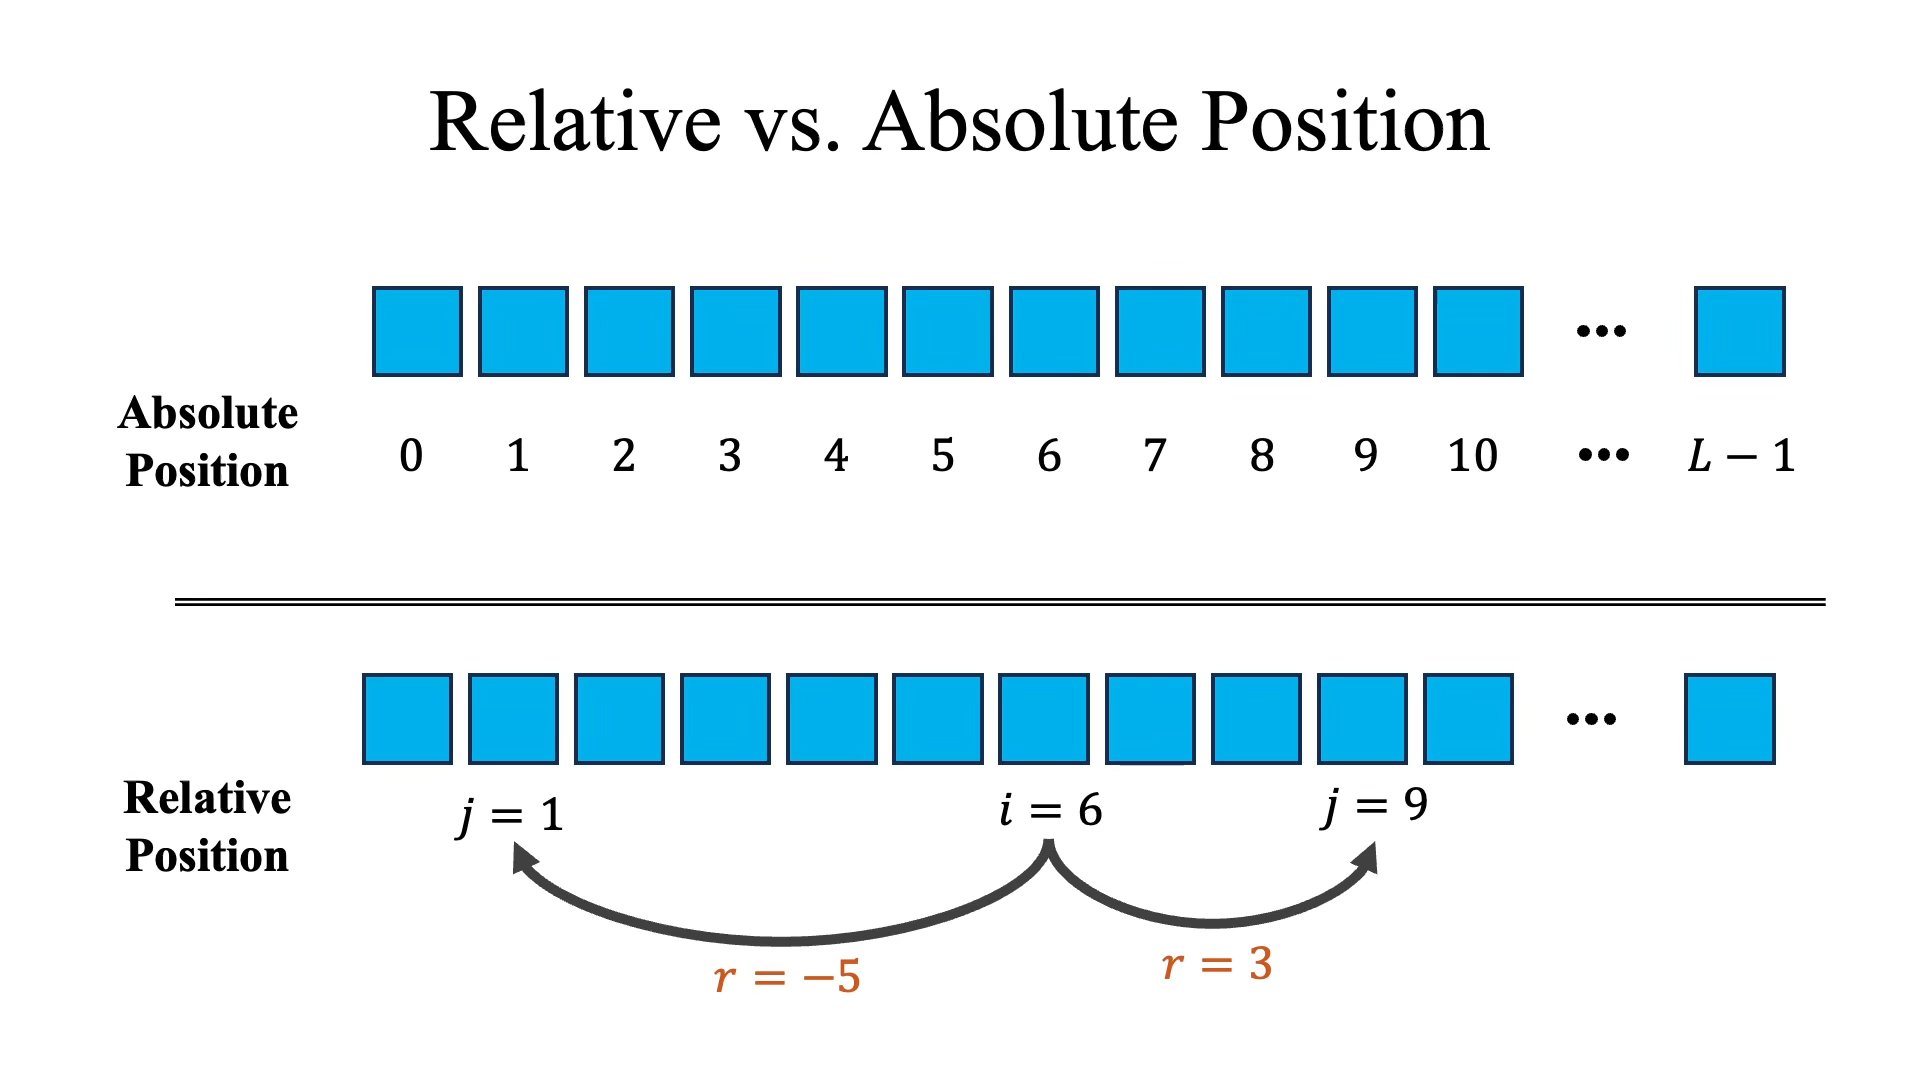 Relative vs. Absolute Position
Absolute
Position
0 1 2 3 4 5 6 7 8 9 10 ••• L − 1
Relative
Position
j = 1 i = 6 j = 9
r = −5 r = 3